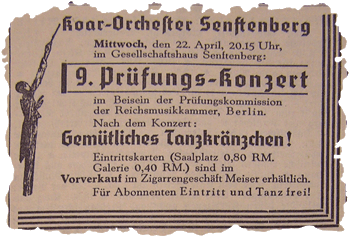 Koar-Orchester Senftenberg
Mittwoch, den 22. April, 20.15 Uhr,
im Gesellschaftshaus Senftenberg:
9. Prüfungs-Konzert
im Beisein der Prüfungskommission
der Reichsmusikkammer, Berlin.
Nach dem Konzert:
Gemütliches Tanzkränzchen!
Eintrittskarten (Saalplatz 0,80 RM.
Galerie 0,40 RM.) sind im
Vorverkauf im Zigarrengeschäft Meiser erhältlich.
Für Abonnenten Eintritt und Tanz frei!